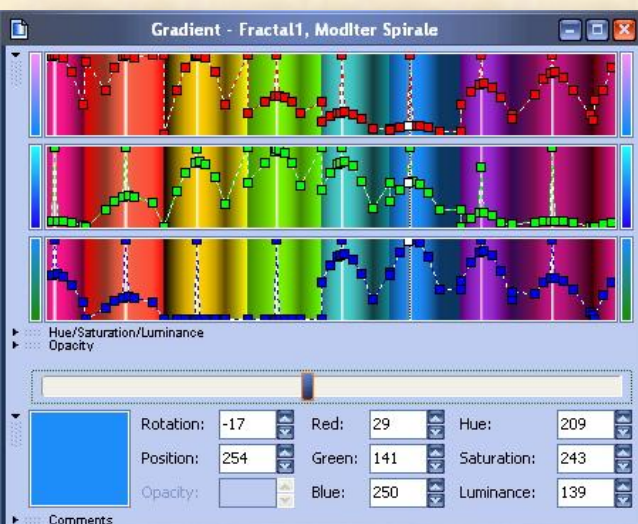 Gradient - Fractal1, ModIter Spirale
Hue/Saturation/Luminance
Opacity
Rotation: -17 Red: 29 Hue: 209
Position: 254 Green: 141 Saturation: 243
Opacity: Blue: 250 Luminance: 139
Comments